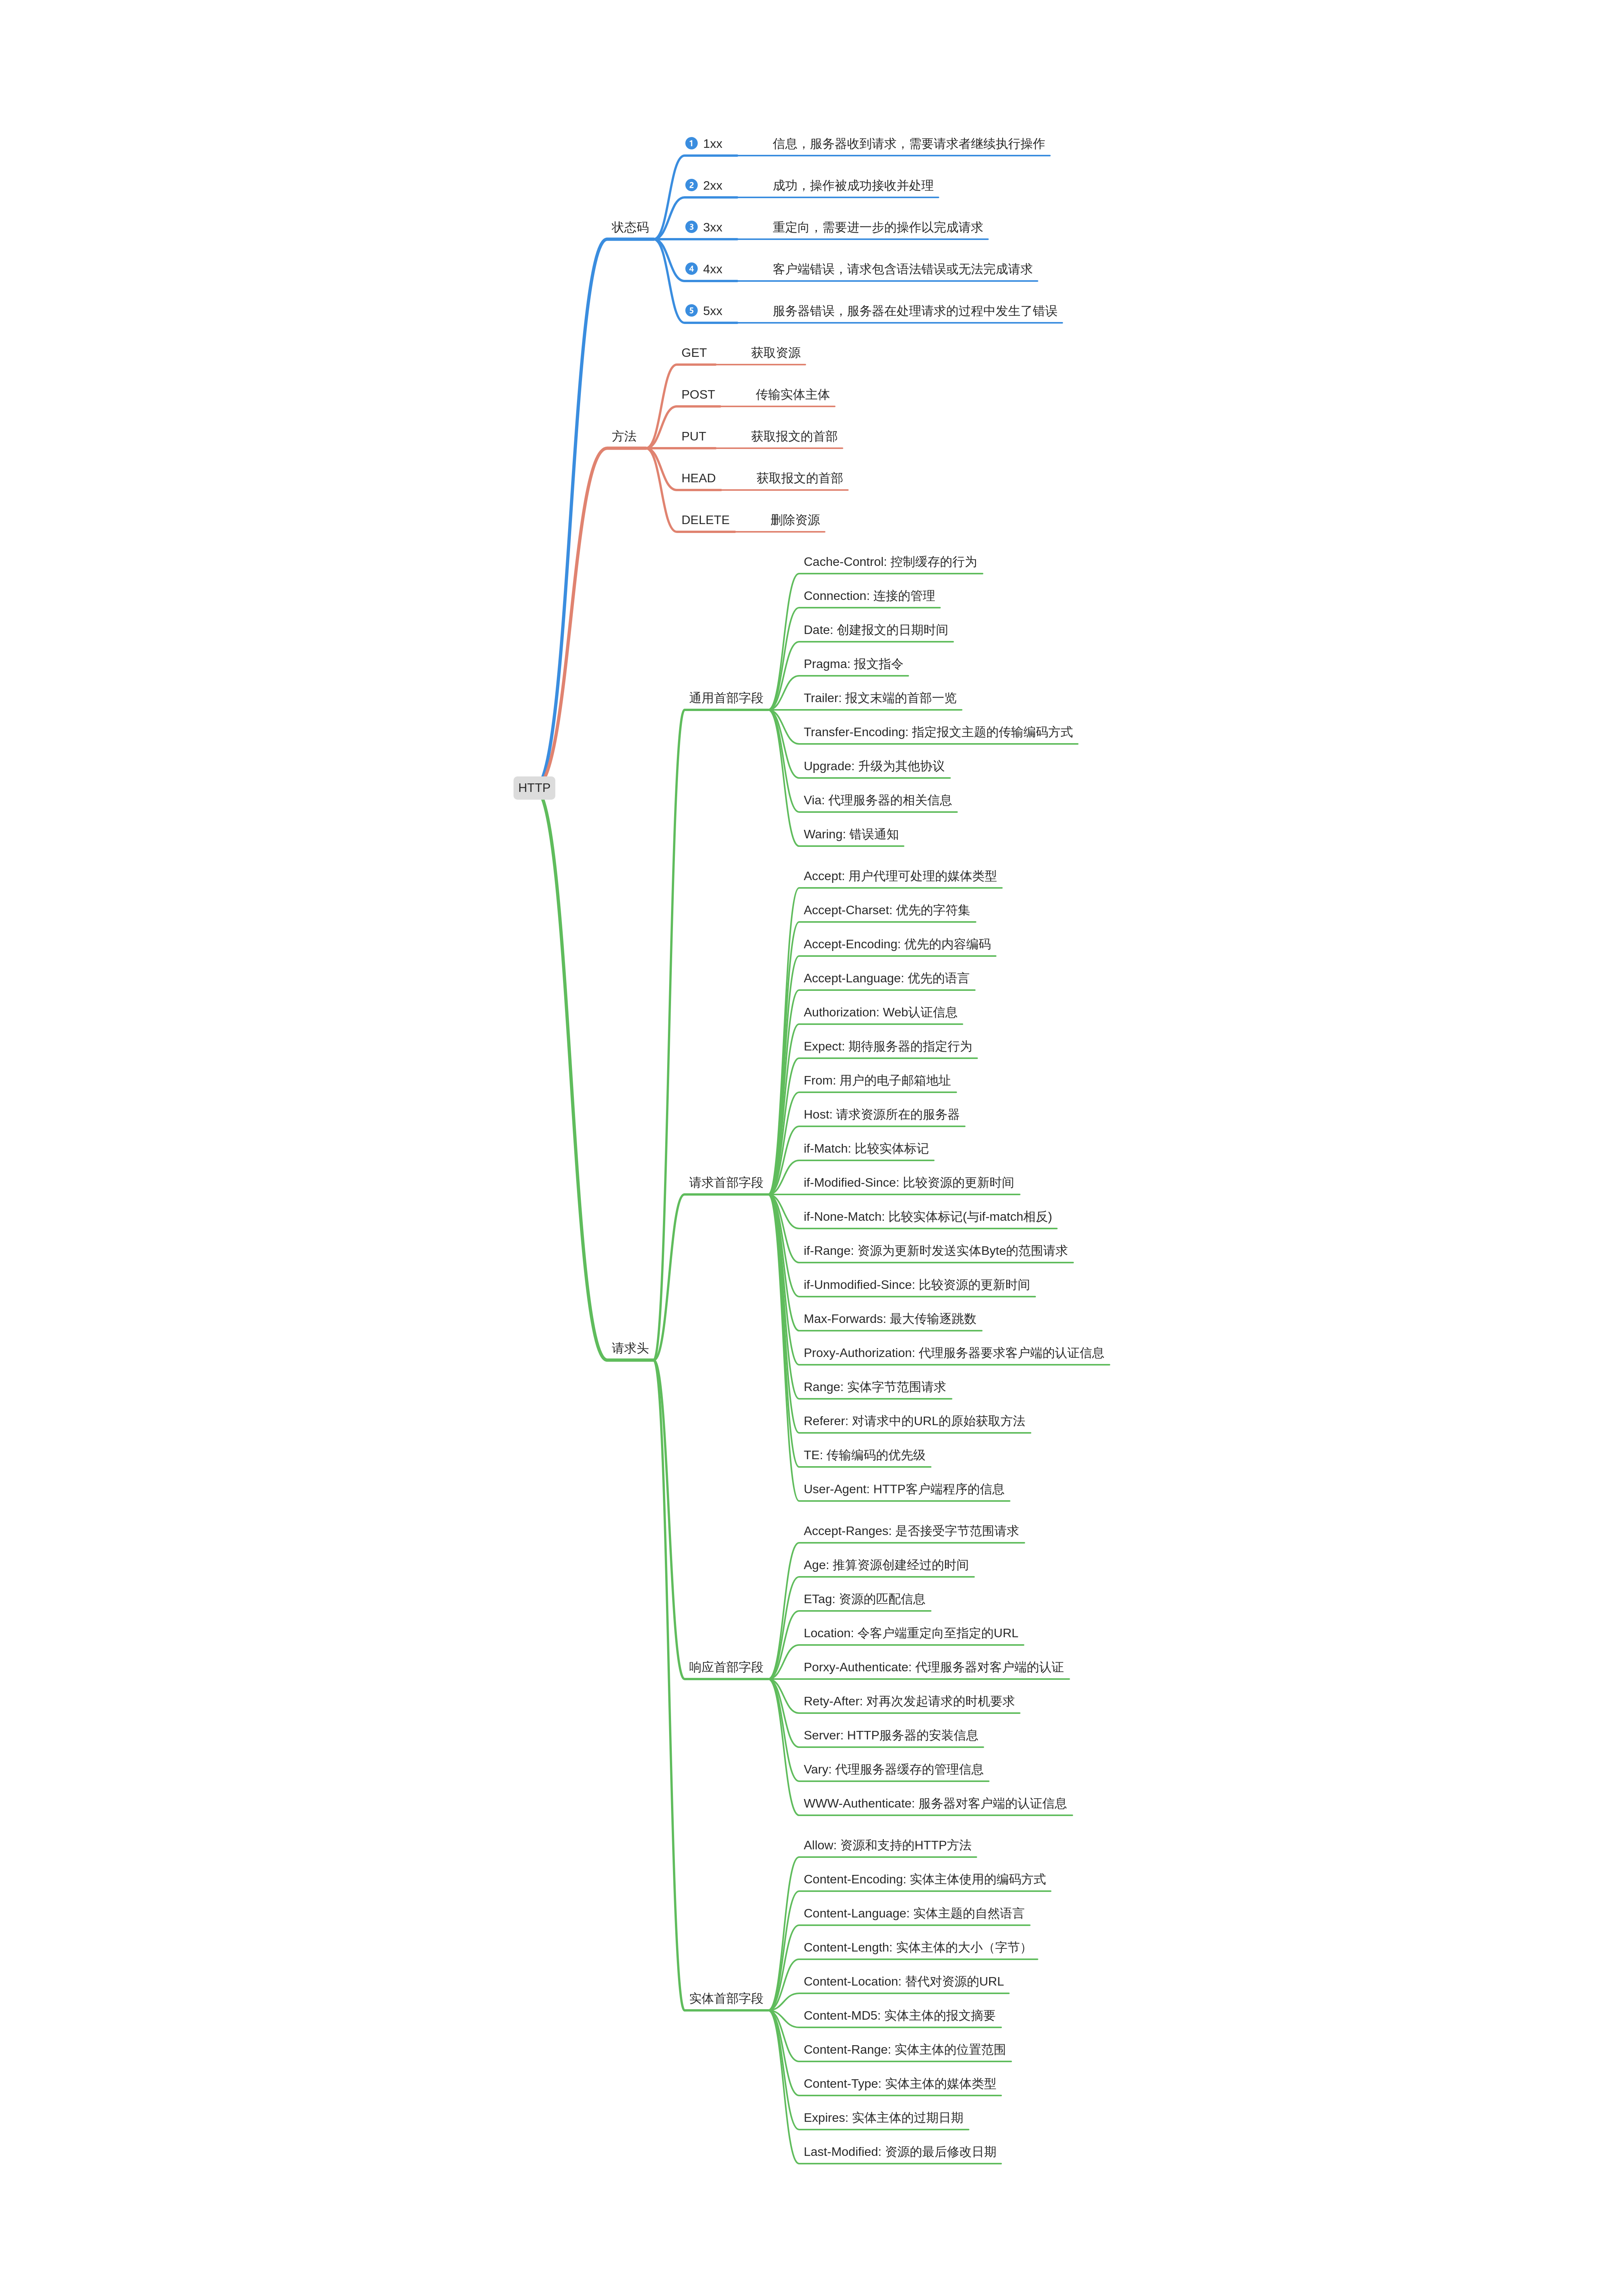 HTTP
状态码
1 1xx 信息，服务器收到请求，需要请求者继续执行操作
2 2xx 成功，操作被成功接收并处理
3 3xx 重定向，需要进一步的操作以完成请求
4 4xx 客户端错误，请求包含语法错误或无法完成请求
5 5xx 服务器错误，服务器在处理请求的过程中发生了错误
方法
GET 获取资源
POST 传输实体主体
PUT 获取报文的首部
HEAD 获取报文的首部
DELETE 删除资源
请求头
通用首部字段
Cache-Control: 控制缓存的行为
Connection: 连接的管理
Date: 创建报文的日期时间
Pragma: 报文指令
Trailer: 报文末端的首部一览
Transfer-Encoding: 指定报文主题的传输编码方式
Upgrade: 升级为其他协议
Via: 代理服务器的相关信息
Waring: 错误通知
请求首部字段
Accept: 用户代理可处理的媒体类型
Accept-Charset: 优先的字符集
Accept-Encoding: 优先的内容编码
Accept-Language: 优先的语言
Authorization: Web认证信息
Expect: 期待服务器的指定行为
From: 用户的电子邮箱地址
Host: 请求资源所在的服务器
if-Match: 比较实体标记
if-Modified-Since: 比较资源的更新时间
if-None-Match: 比较实体标记(与if-match相反)
if-Range: 资源为更新时发送实体Byte的范围请求
if-Unmodified-Since: 比较资源的更新时间
Max-Forwards: 最大传输逐跳数
Proxy-Authorization: 代理服务器要求客户端的认证信息
Range: 实体字节范围请求
Referer: 对请求中的URL的原始获取方法
TE: 传输编码的优先级
User-Agent: HTTP客户端程序的信息
响应首部字段
Accept-Ranges: 是否接受字节范围请求
Age: 推算资源创建经过的时间
ETag: 资源的匹配信息
Location: 令客户端重定向至指定的URL
Porxy-Authenticate: 代理服务器对客户端的认证
Rety-After: 对再次发起请求的时机要求
Server: HTTP服务器的安装信息
Vary: 代理服务器缓存的管理信息
WWW-Authenticate: 服务器对客户端的认证信息
实体首部字段
Allow: 资源和支持的HTTP方法
Content-Encoding: 实体主体使用的编码方式
Content-Language: 实体主题的自然语言
Content-Length: 实体主体的大小（字节）
Content-Location: 替代对资源的URL
Content-MD5: 实体主体的报文摘要
Content-Range: 实体主体的位置范围
Content-Type: 实体主体的媒体类型
Expires: 实体主体的过期日期
Last-Modified: 资源的最后修改日期